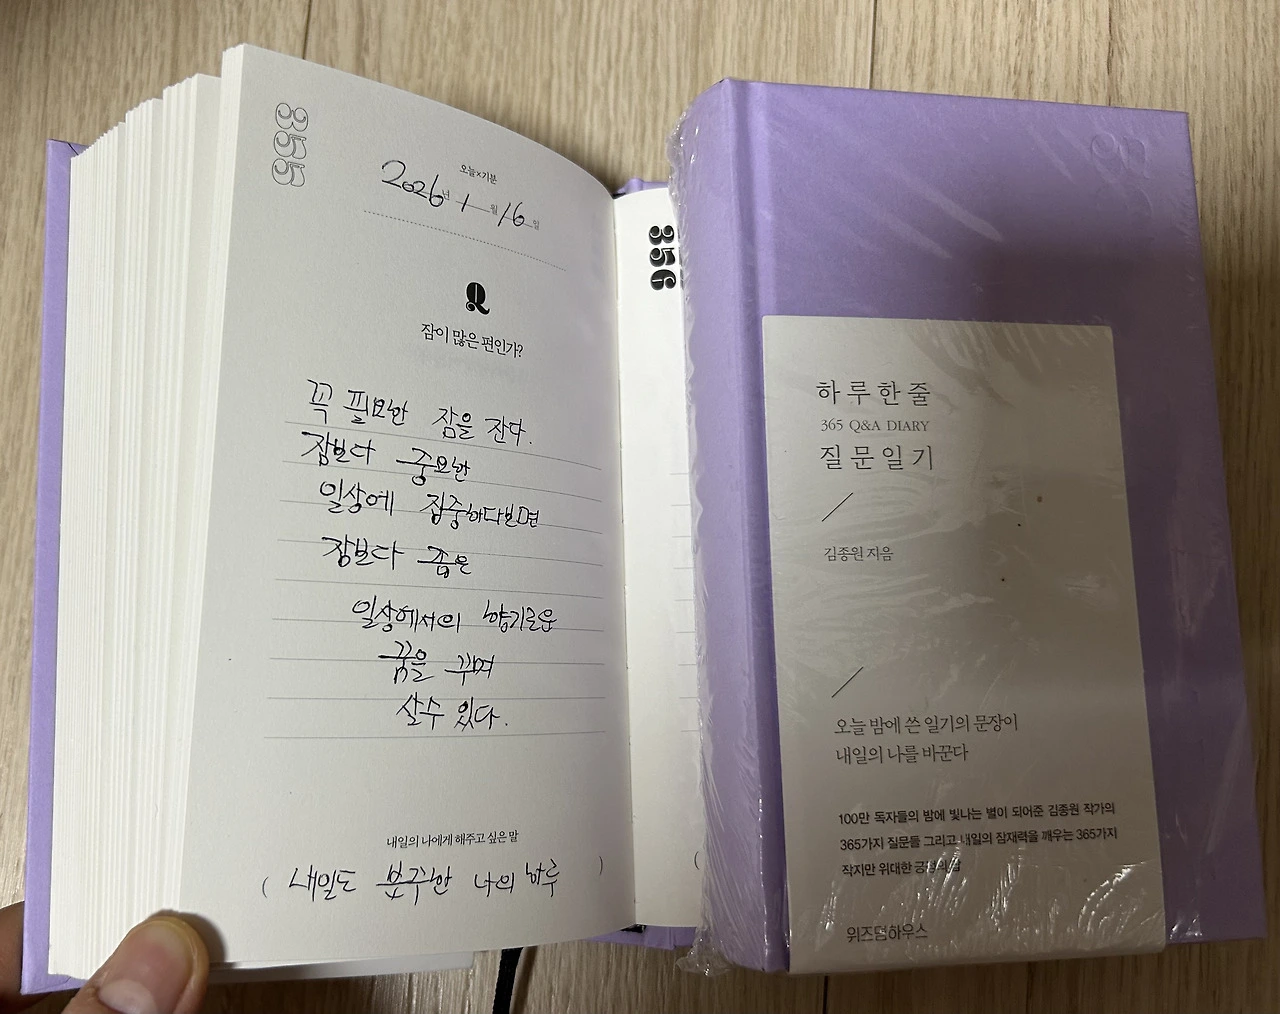 355
오늘×기분
2026년 1월 16일
Q
잠이 많은 편인가?
꼭 필요한 잠을 잔다.
잠보다 중요한
일상에 집중하다보면
잠보다 좁은
일상에서의 향기로운
꿈을 꾸며
살수 있다.
내일의 나에게 해주고 싶은 말
( 내일도 분주한 나의 하루 )
356
(
하루 한 줄
365 Q&A DIARY
질문일기
김종원 지음
오늘 밤에 쓴 일기의 문장이
내일의 나를 바꾼다
100만 독자들의 밤에 빛나는 별이 되어준 김종원 작가의
365가지 질문들 그리고 내일의 잠재력을 깨우는 365가지
작지만 위대한
위즈덤하우스